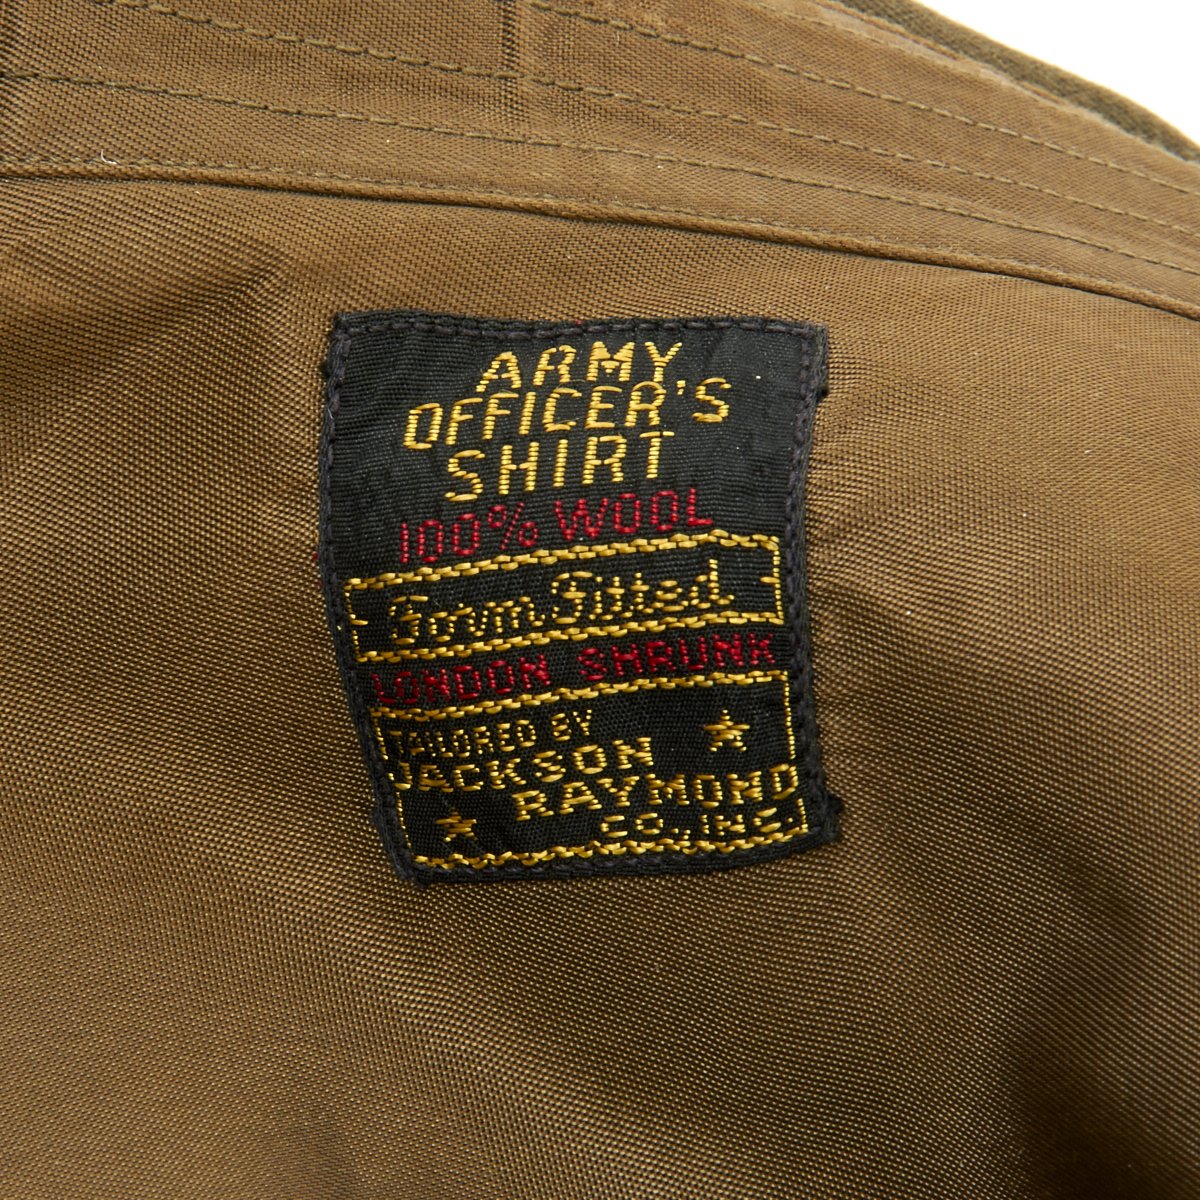 ARMY
OFFICER'S
SHIRT
100% WOOL
Form Fitted
LONDON SHRUNK
TAILORED BY
JACKSON
RAYMOND
CO., INC.